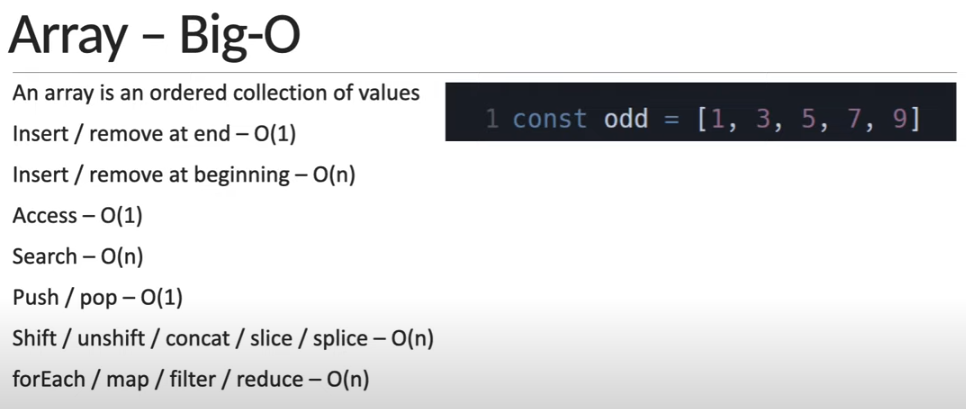 Array – Big-O
An array is an ordered collection of values
1 const odd = [1, 3, 5, 7, 9]
Insert / remove at end – O(1)
Insert / remove at beginning – O(n)
Access – O(1)
Search – O(n)
Push / pop – O(1)
Shift / unshift / concat / slice / splice – O(n)
forEach / map / filter / reduce – O(n)